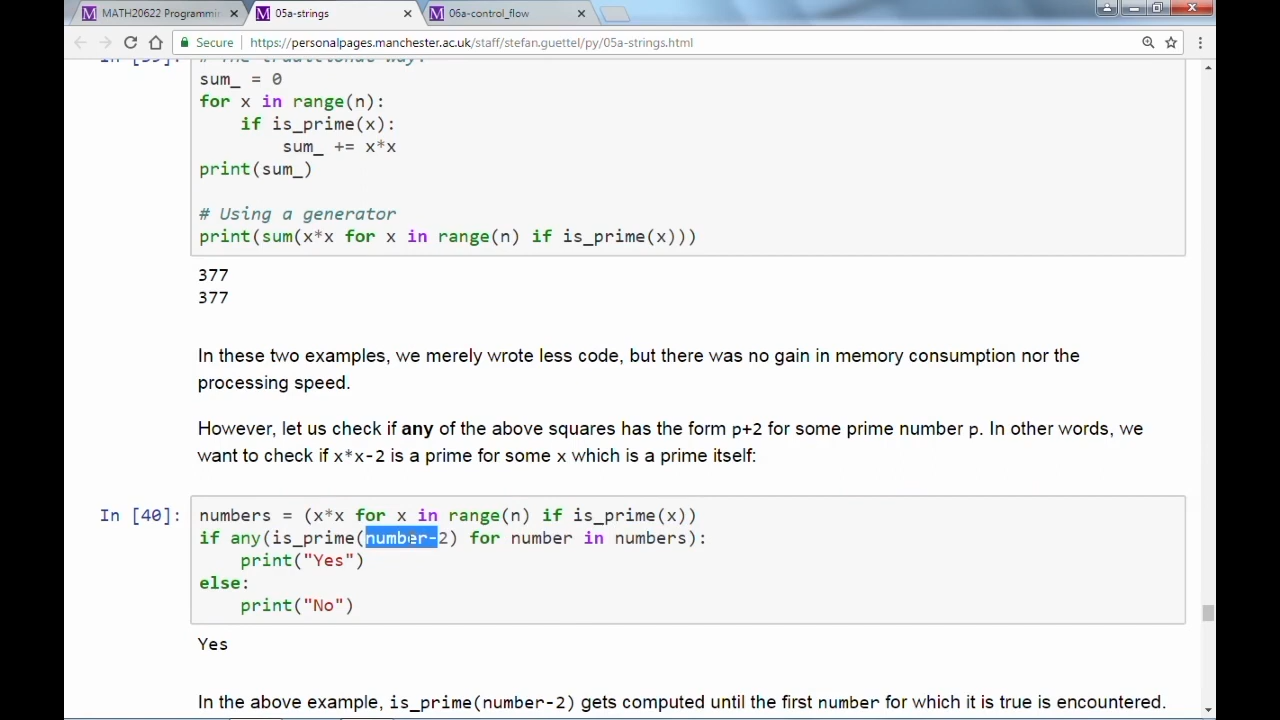 MATH20622 Programmin
05a-strings
06a-control_flow
Secure https://personalpages.manchester.ac.uk/staff/stefan.guettel/py/05a-strings.html
sum_ = 0
for x in range(n):
if is_prime(x):
sum_ += x*x
print(sum_)
# Using a generator
print(sum(x*x for x in range(n) if is_prime(x)))
377
377
In these two examples, we merely wrote less code, but there was no gain in memory consumption nor the
processing speed.
However, let us check if any of the above squares has the form p+2 for some prime number p. In other words, we
want to check if x*x-2 is a prime for some x which is a prime itself:
In [40]:
numbers = (x*x for x in range(n) if is_prime(x))
if any(is_prime(number-2) for number in numbers):
print("Yes")
else:
print("No")
Yes
In the above example, is_prime(number-2) gets computed until the first number for which it is true is encountered.